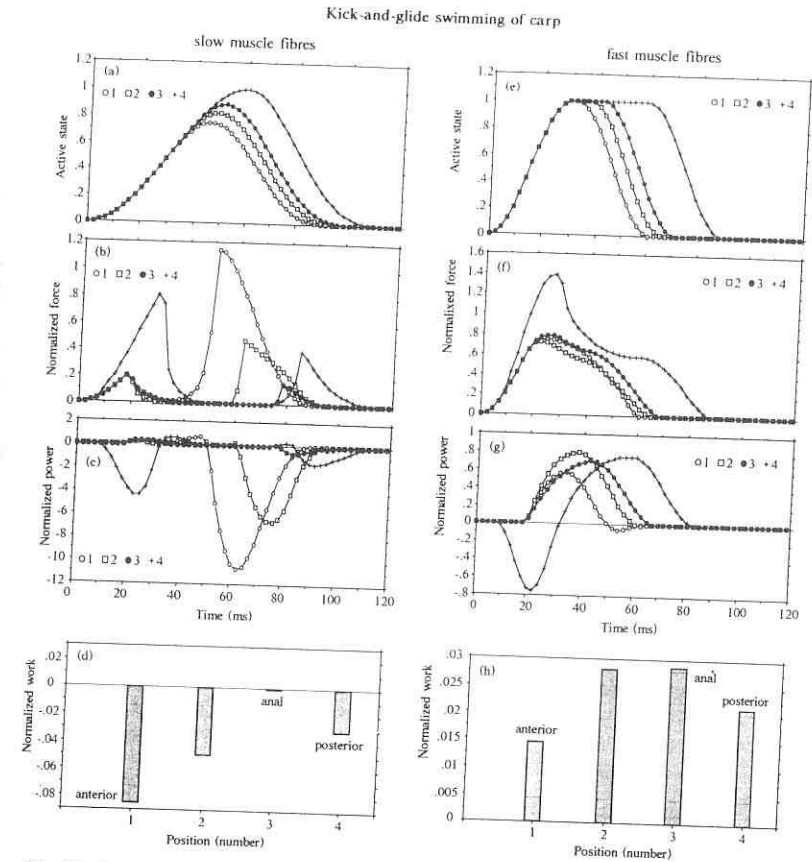 Kick-and-glide swimming of carp
slow muscle fibres
fast muscle fibres
(a)
○1 □2 ●3 +4
Active state
1.2
1
.8
.6
.4
.2
0
(b)
○1 □2 ●3 +4
Normalized force
1.2
1
.8
.6
.4
.2
0
(c)
○1 □2 ●3 +4
Normalized power
2
0
-2
-4
-6
-8
-10
-12
0 20 40 60 80 100 120
Time (ms)
(d)
Normalized work
.02
0
-.02
-.04
-.06
-.08
anterior
anal
posterior
1 2 3 4
Position (number)
(e)
○1 □2 ●3 +4
Active state
1.2
1
.8
.6
.4
.2
0
(f)
○1 □2 ●3 +4
Normalixed force
1.6
1.4
1.2
1
.8
.6
.4
.2
0
(g)
○1 □2 ●3 +4
Normalized power
1
.8
.6
.4
.2
0
-.2
-.4
-.6
-.8
0 20 40 60 80 100 120
Time (ms)
(h)
Normalized work
.03
.025
.02
.015
.01
.005
0
anterior
anal
posterior
1 2 3 4
Position (number)